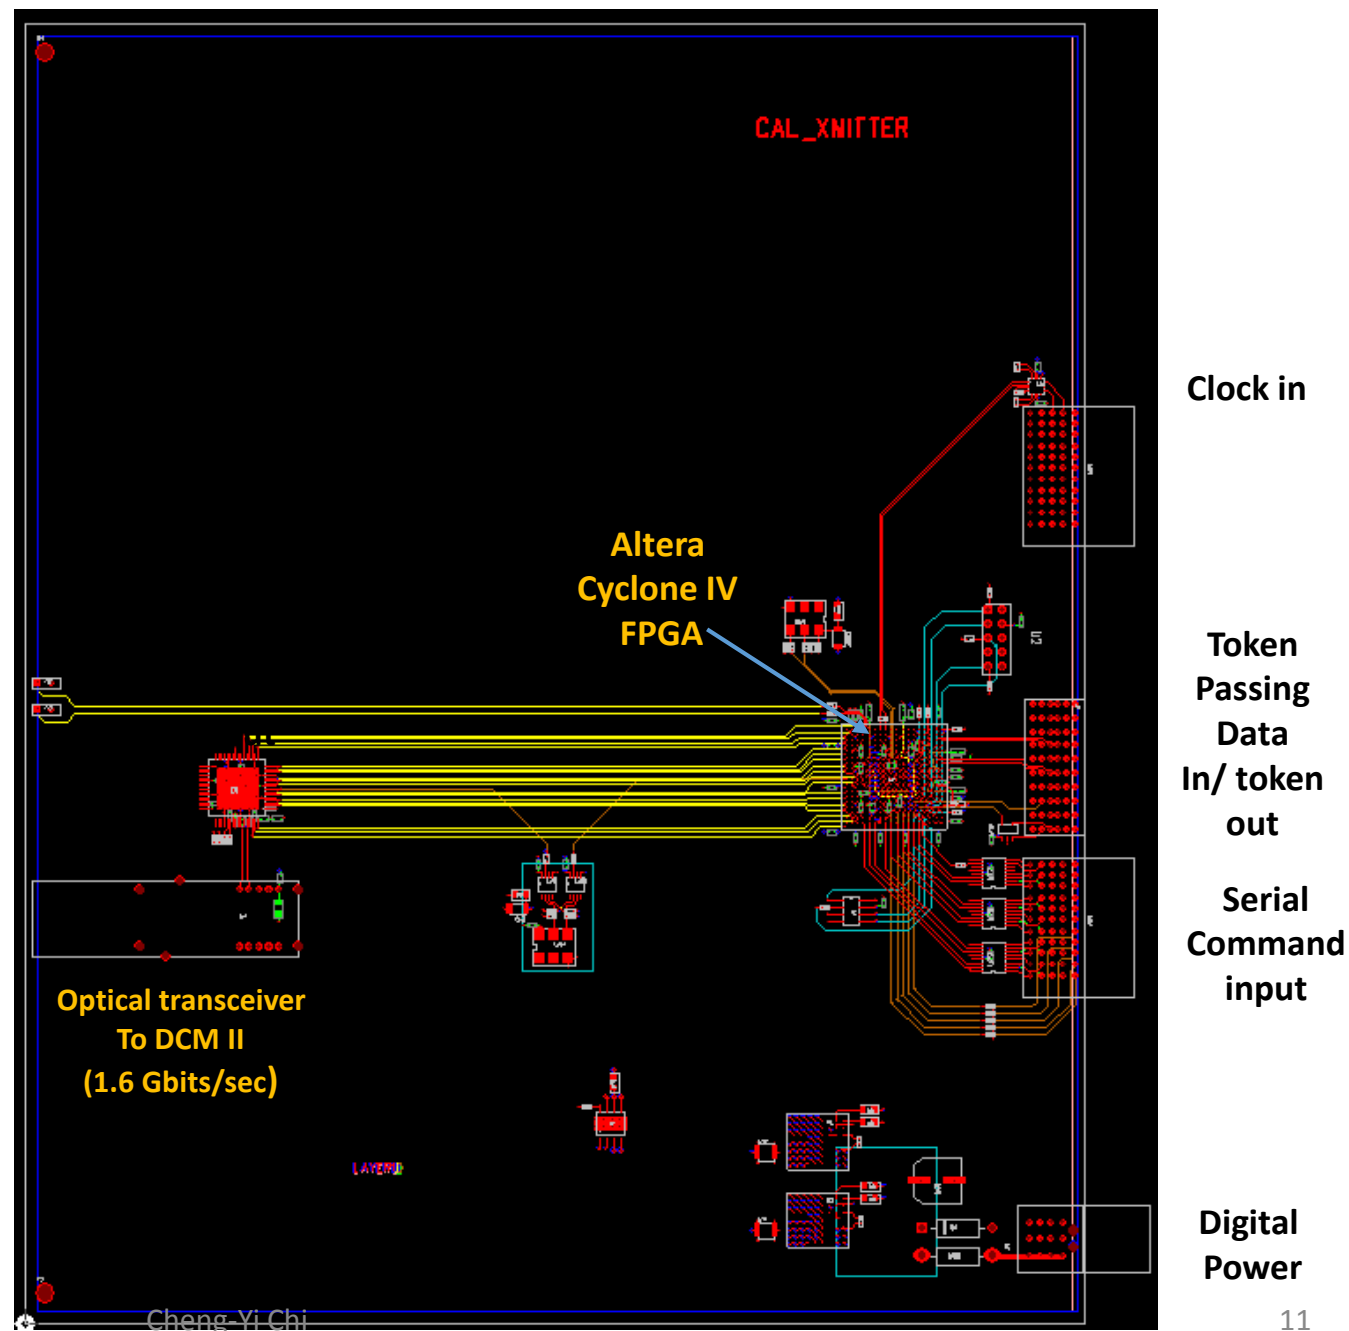 CAL_XMITTER
Clock in
Altera
Cyclone IV
FPGA
U2
Token
Passing
Data
In/ token
out
Serial
Command
input
Optical transceiver
To DCM II
(1.6 Gbits/sec)
Digital
Power
Cheng-Yi Chi
11